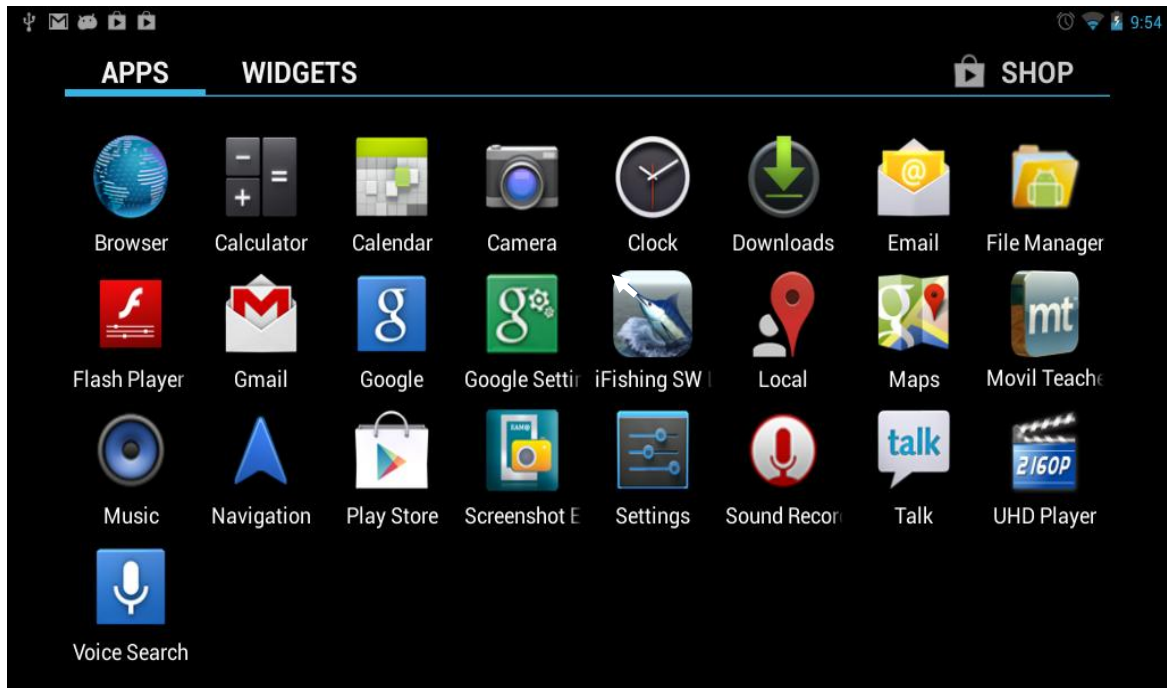 9:54
APPS WIDGETS SHOP
Browser Calculator Calendar Camera Clock Downloads Email File Manager
mt
Flash Player Gmail Google Google Settin iFishing SW Local Maps Movil Teache
talk
2160P
Music Navigation Play Store Screenshot E Settings Sound Recor Talk UHD Player
Voice Search